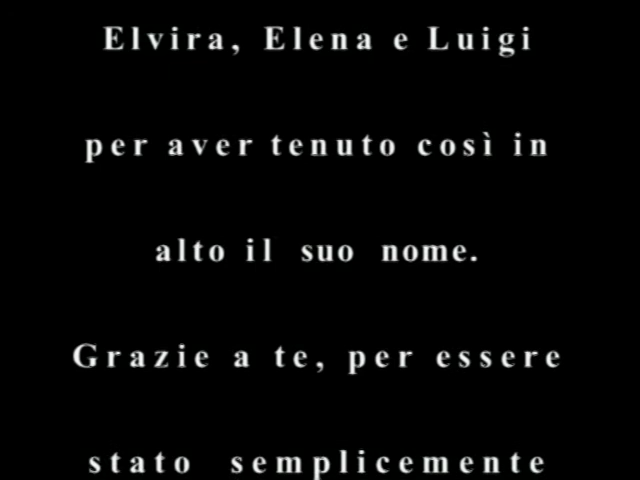 Elvira, Elena e Luigi
per aver tenuto così in
alto il suo nome.
Grazie a te, per essere
stato semplicemente